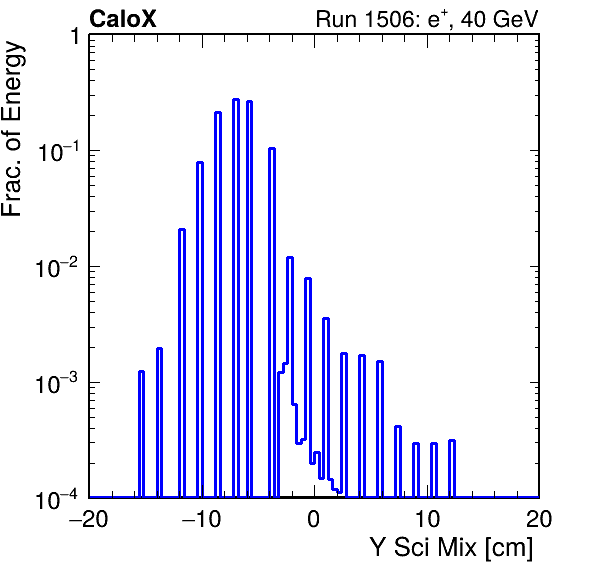 CaloX Run 1506: e⁺, 40 GeV
Frac. of Energy
1
10⁻¹
10⁻²
10⁻³
10⁻⁴
−20 −10 0 10 20
Y Sci Mix [cm]